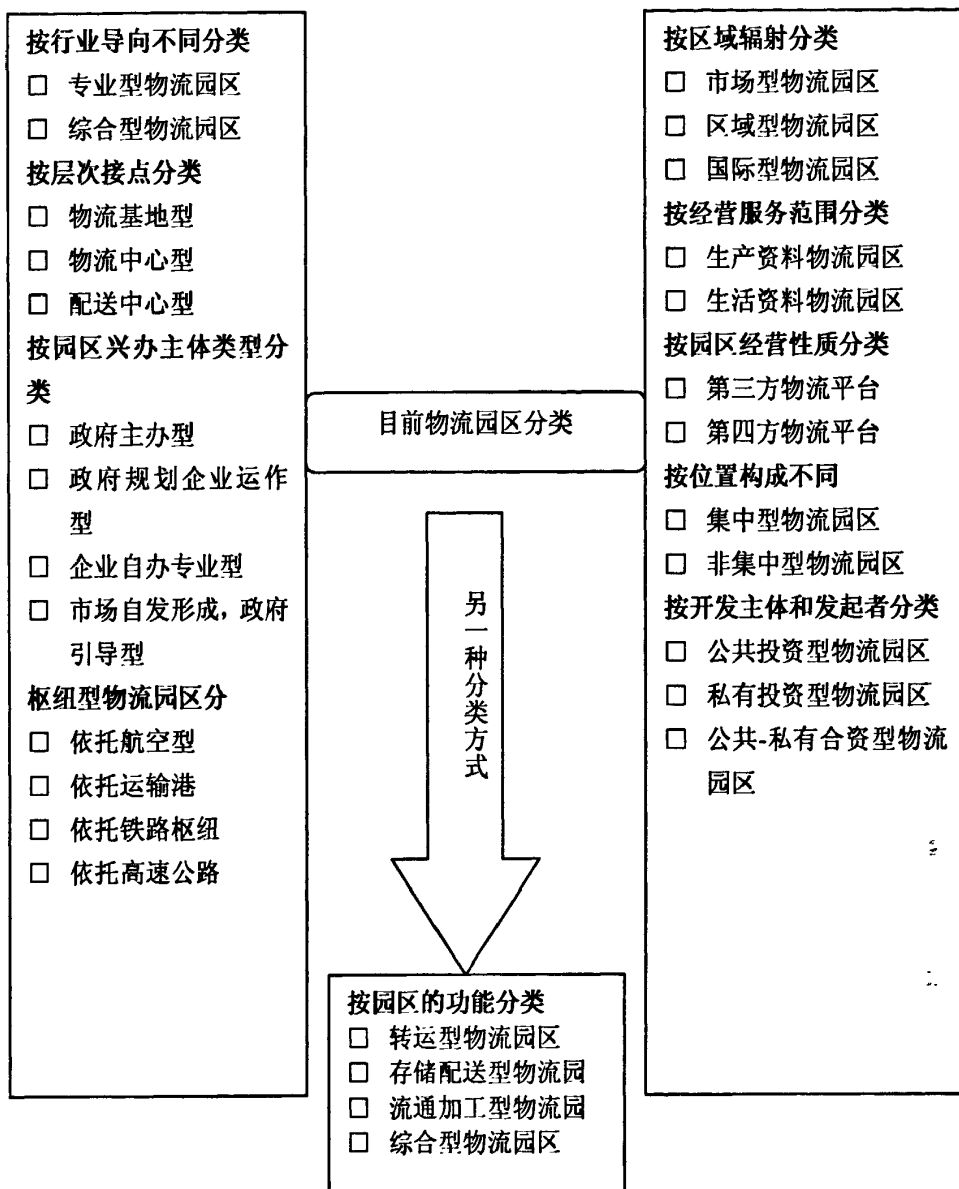 按行业导向不同分类
□ 专业型物流园区
□ 综合型物流园区
按层次接点分类
□ 物流基地型
□ 物流中心型
□ 配送中心型
按园区兴办主体类型分
类
□ 政府主办型
□ 政府规划企业运作
型
□ 企业自办专业型
□ 市场自发形成，政府
引导型
枢纽型物流园区分
□ 依托航空型
□ 依托运输港
□ 依托铁路枢纽
□ 依托高速公路
目前物流园区分类
另一种分类方式
按区域辐射分类
□ 市场型物流园区
□ 区域型物流园区
□ 国际型物流园区
按经营服务范围分类
□ 生产资料物流园区
□ 生活资料物流园区
按园区经营性质分类
□ 第三方物流平台
□ 第四方物流平台
按位置构成不同
□ 集中型物流园区
□ 非集中型物流园区
按开发主体和发起者分类
□ 公共投资型物流园区
□ 私有投资型物流园区
□ 公共-私有合资型物流
园区
按园区的功能分类
□ 转运型物流园区
□ 存储配送型物流园
□ 流通加工型物流园
□ 综合型物流园区